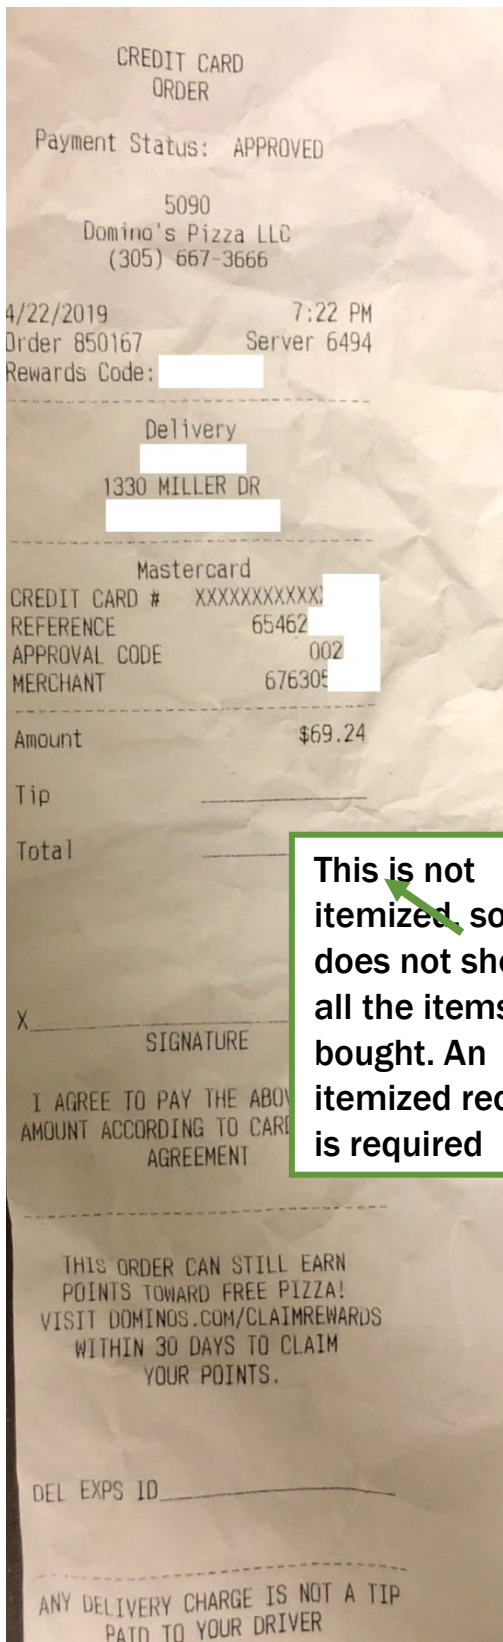 CREDIT CARD
ORDER
Payment Status: APPROVED
5090
Domino's Pizza LLC
(305) 667-3666
4/22/2019 7:22 PM
Order 850167 Server 6494
Rewards Code:
Delivery
1330 MILLER DR
Mastercard
CREDIT CARD # XXXXXXXXXXXX
REFERENCE 65462
APPROVAL CODE 002
MERCHANT 676305
Amount $69.24
Tip
Total
X
SIGNATURE
I AGREE TO PAY THE
AMOUNT ACCORDING TO
AGREEMENT
This is not
itemized, so
does not
all the items
bought. An
itemized
is required
THIS ORDER CAN STILL EARN
POINTS TOWARD FREE PIZZA!
VISIT DOMINOS.COM/CLAIMREWARDS
WITHIN 30 DAYS TO CLAIM
YOUR POINTS.
DEL EXPS ID
ANY DELIVERY CHARGE IS NOT A TIP
PAID TO YOUR DRIVER